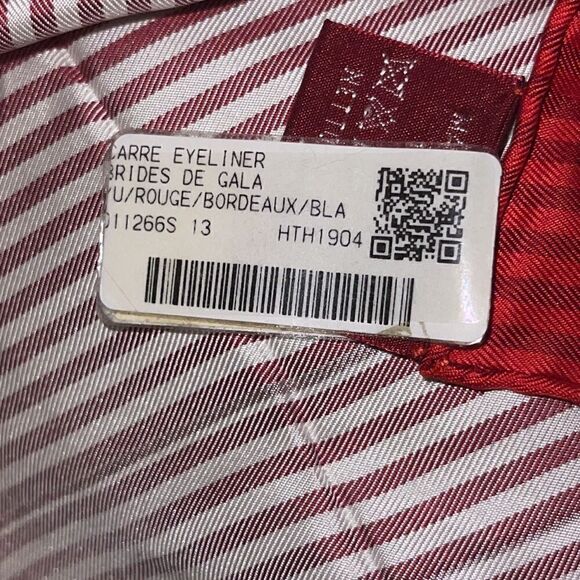 CARRE EYELINER
BRIDES DE GALA
U/ROUGE/BORDEAUX/BLA
011266S 13 HTH1904